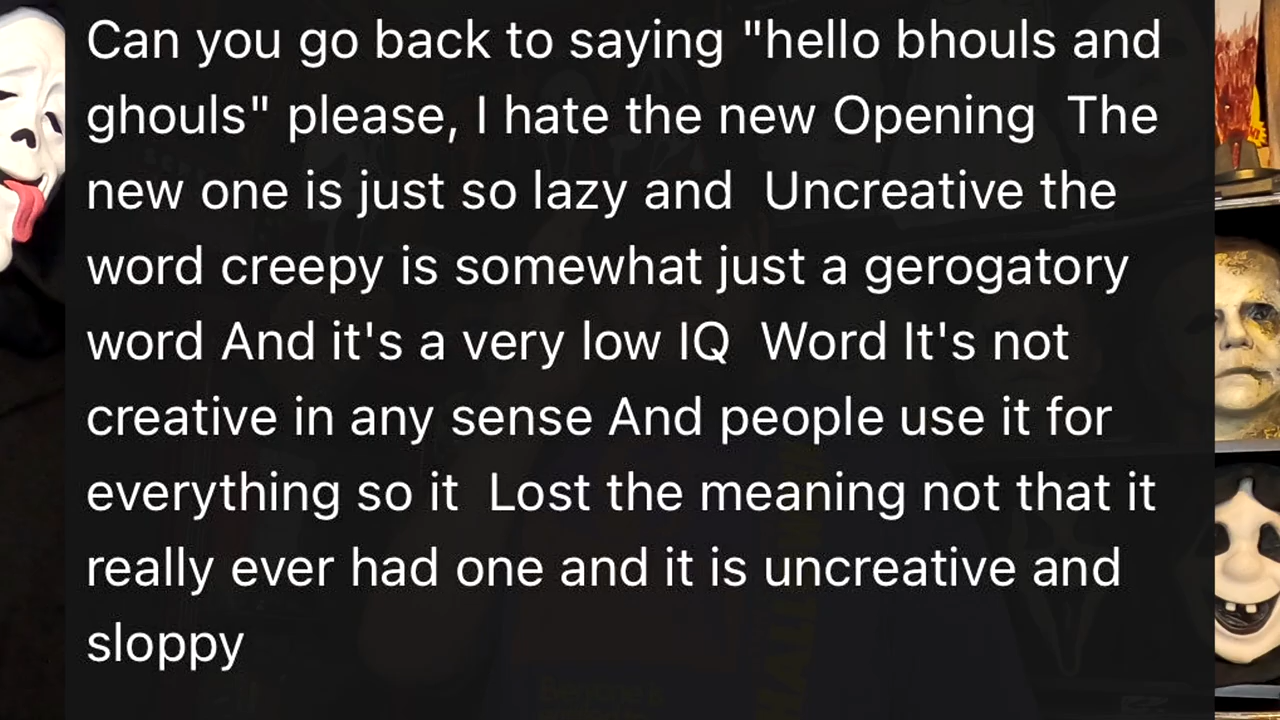 Can you go back to saying "hello bhouls and
ghouls" please, I hate the new Opening  The
new one is just so lazy and  Uncreative the
word creepy is somewhat just a gerogatory
word And it's a very low IQ  Word It's not
creative in any sense And people use it for
everything so it  Lost the meaning not that it
really ever had one and it is uncreative and
sloppy